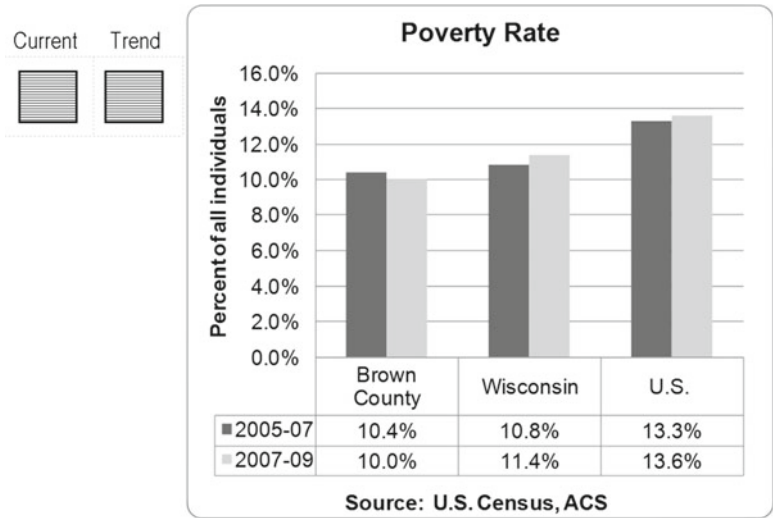 Current Trend
Poverty Rate
Percent of all individuals
16.0%
14.0%
12.0%
10.0%
8.0%
6.0%
4.0%
2.0%
0.0%
Brown County Wisconsin U.S.
2005-07 10.4% 10.8% 13.3%
2007-09 10.0% 11.4% 13.6%
Source: U.S. Census, ACS